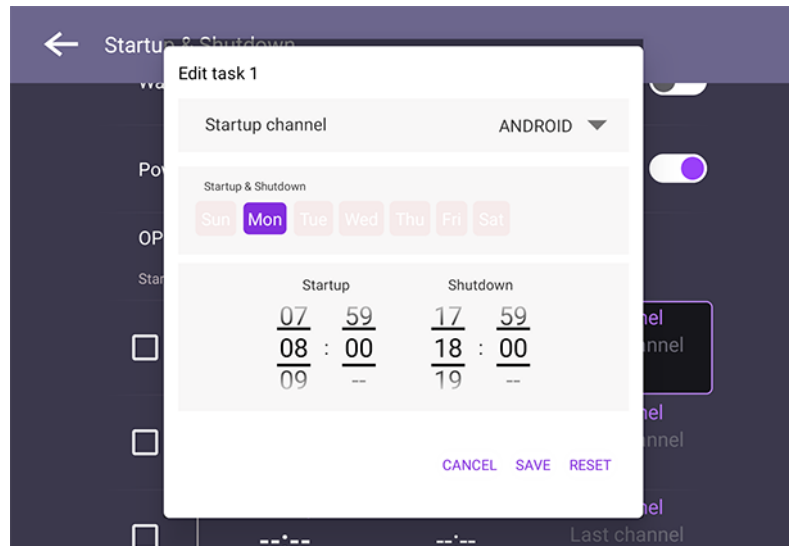 Startup & Shutdown
Edit task 1
Startup channel
ANDROID
Startup & Shutdown
Sun Mon Tue Wed Thu Fri Sat
Startup Shutdown
07 59 17 59
08 : 00 18 : 00
09 -- 19 --
CANCEL SAVE RESET
OP
Star
nel
nnel
nel
nnel
nel
--:-- --:-- Last channel